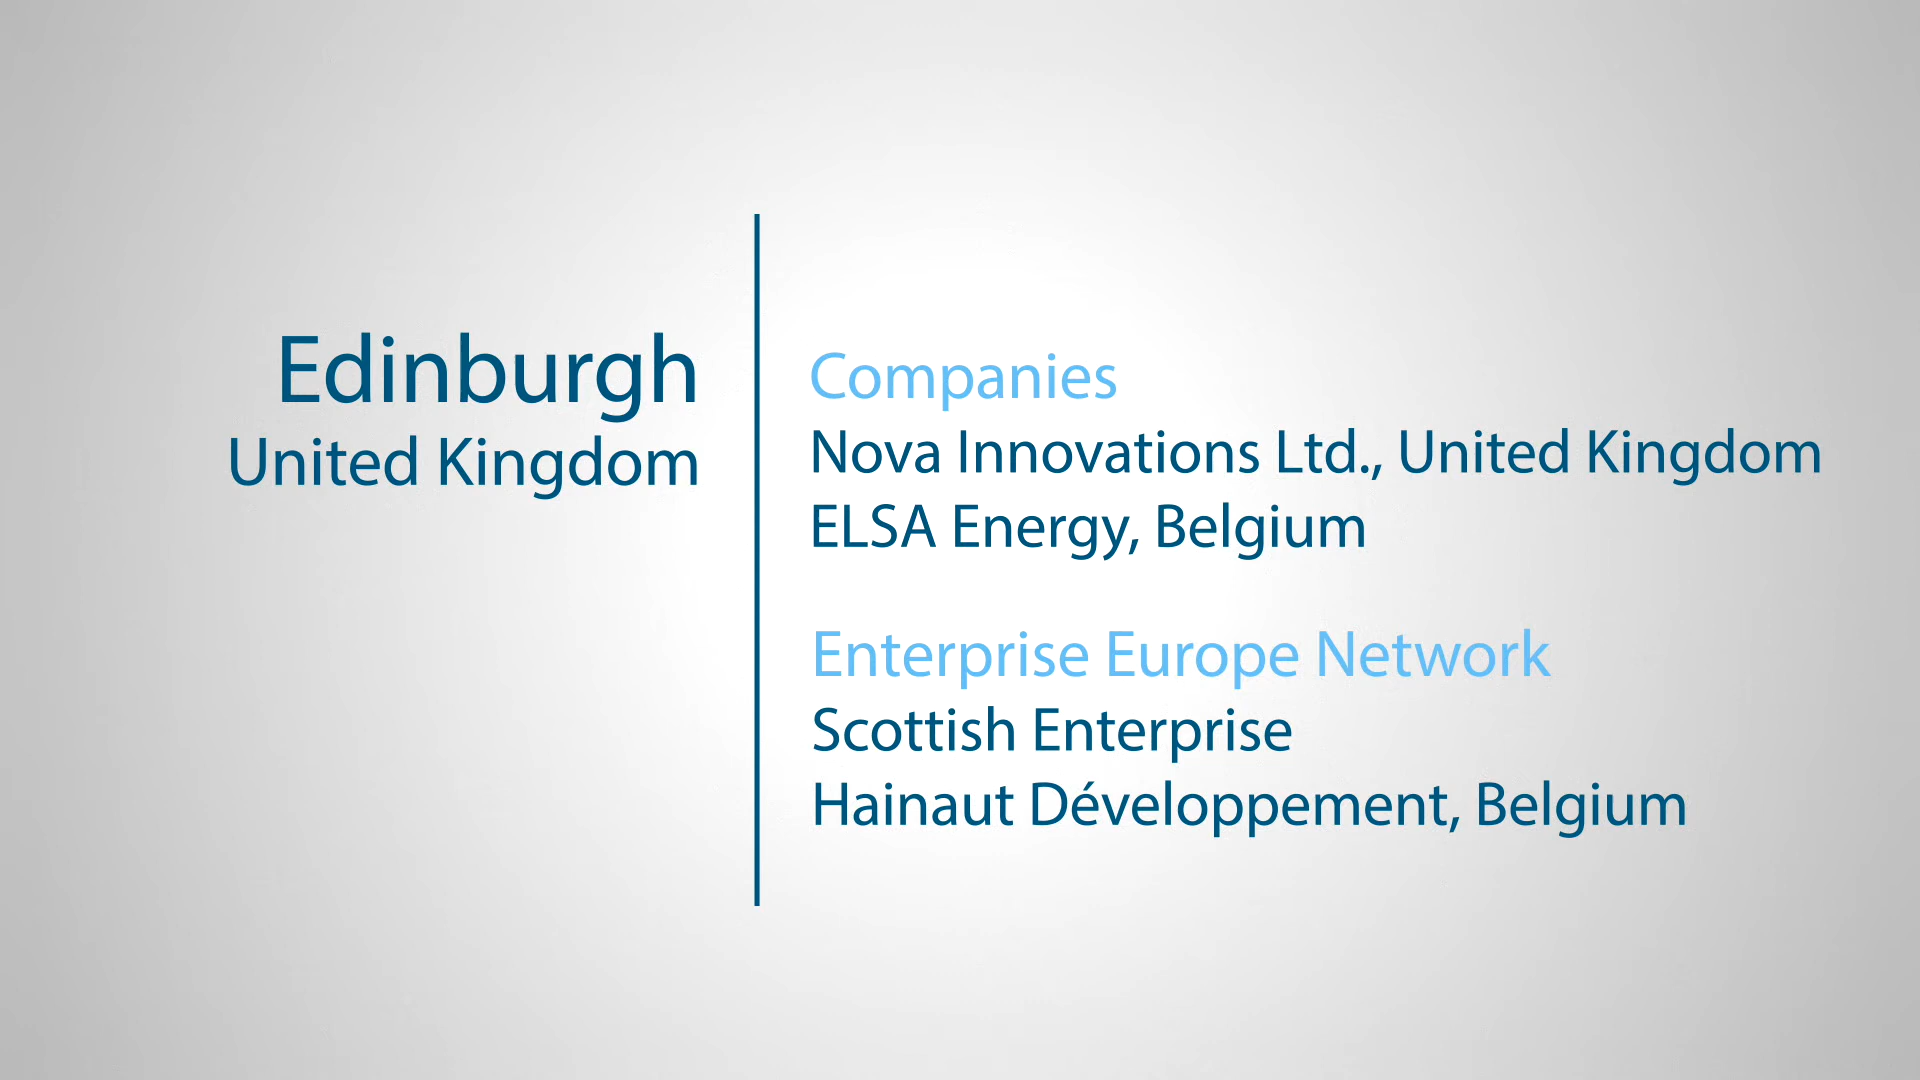 Edinburgh
United Kingdom
Companies
Nova Innovations Ltd., United Kingdom
ELSA Energy, Belgium
Enterprise Europe Network
Scottish Enterprise
Hainaut Développement, Belgium